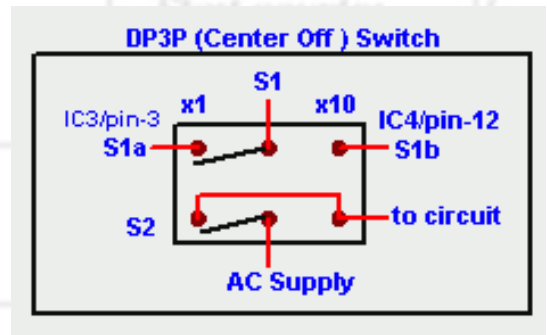 DP3P (Center Off ) Switch
S1
x1 x10
IC3/pin-3 IC4/pin-12
S1a S1b
S2 to circuit
AC Supply